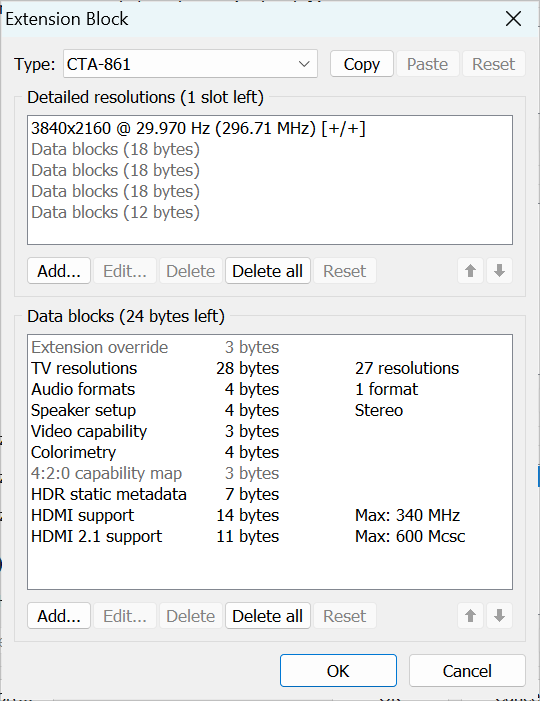 Extension Block
Type: CTA-861 Copy Paste Reset
Detailed resolutions (1 slot left)
3840x2160 @ 29.970 Hz (296.71 MHz) [+/+]
Data blocks (18 bytes)
Data blocks (18 bytes)
Data blocks (18 bytes)
Data blocks (12 bytes)
Add... Edit... Delete Delete all Reset
Data blocks (24 bytes left)
Extension override 3 bytes
TV resolutions 28 bytes 27 resolutions
Audio formats 4 bytes 1 format
Speaker setup 4 bytes Stereo
Video capability 3 bytes
Colorimetry 4 bytes
4:2:0 capability map 3 bytes
HDR static metadata 7 bytes
HDMI support 14 bytes Max: 340 MHz
HDMI 2.1 support 11 bytes Max: 600 Mcsc
Add... Edit... Delete Delete all Reset
OK Cancel